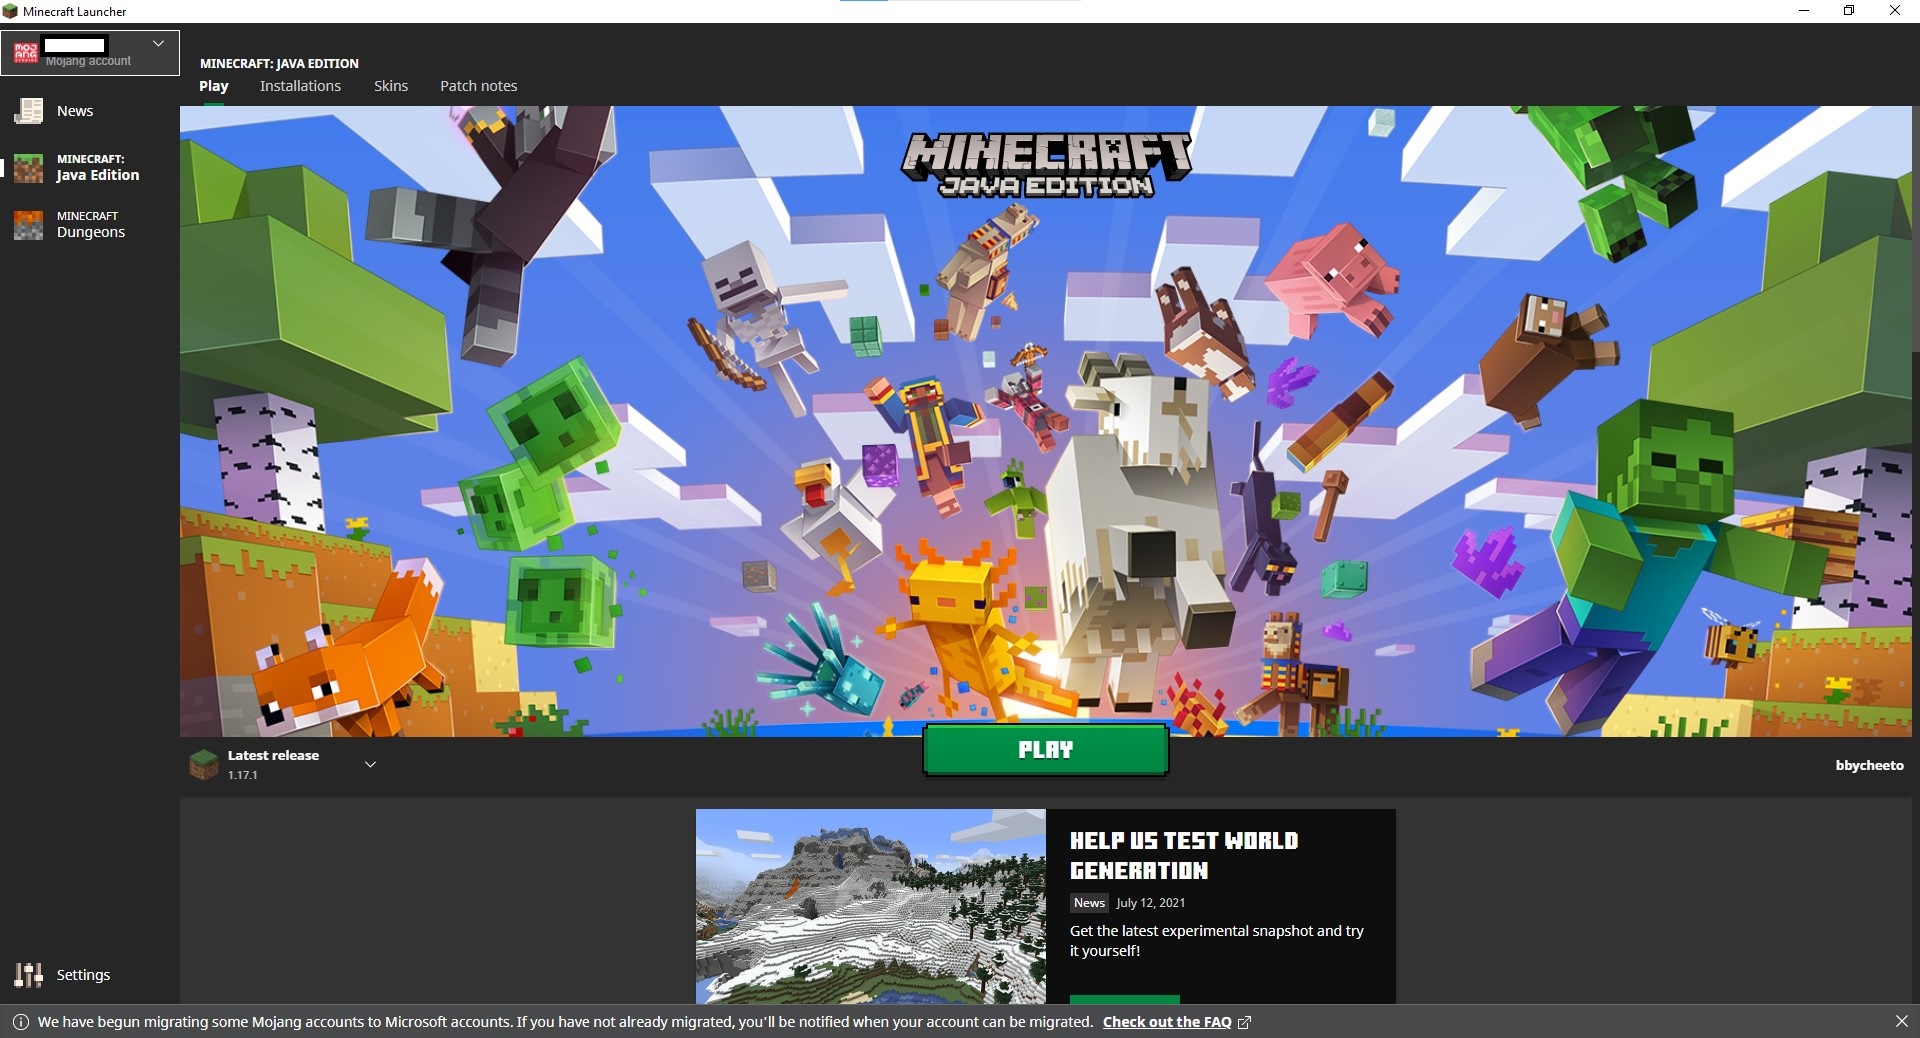 Minecraft Launcher
Mojang account
MINECRAFT: JAVA EDITION
Play Installations Skins Patch notes
News
MINECRAFT:
Java Edition
MINECRAFT
Dungeons
MINECRAFT
JAVA EDITION
Latest release
1.17.1
PLAY
bbycheeto
HELP US TEST WORLD
GENERATION
News July 12, 2021
Get the latest experimental snapshot and try
it yourself!
Settings
We have begun migrating some Mojang accounts to Microsoft accounts. If you have not already migrated, you'll be notified when your account can be migrated. Check out the FAQ